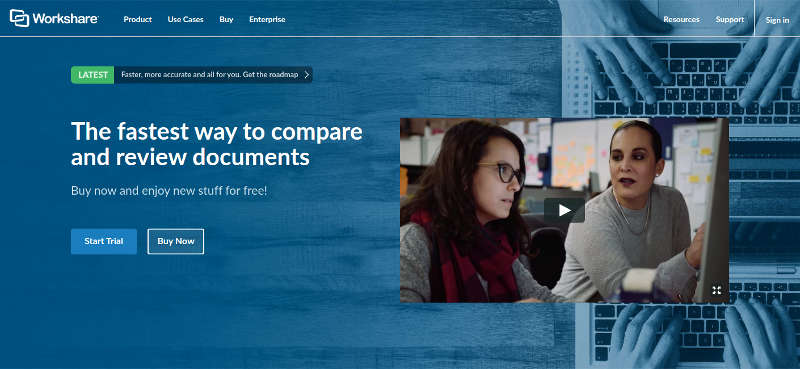 Workshare
Product Use Cases Buy Enterprise Resources Support Sign in
LATEST Faster, more accurate and all for you. Get the roadmap
The fastest way to compare
and review documents
Buy now and enjoy new stuff for free!
Start Trial Buy Now